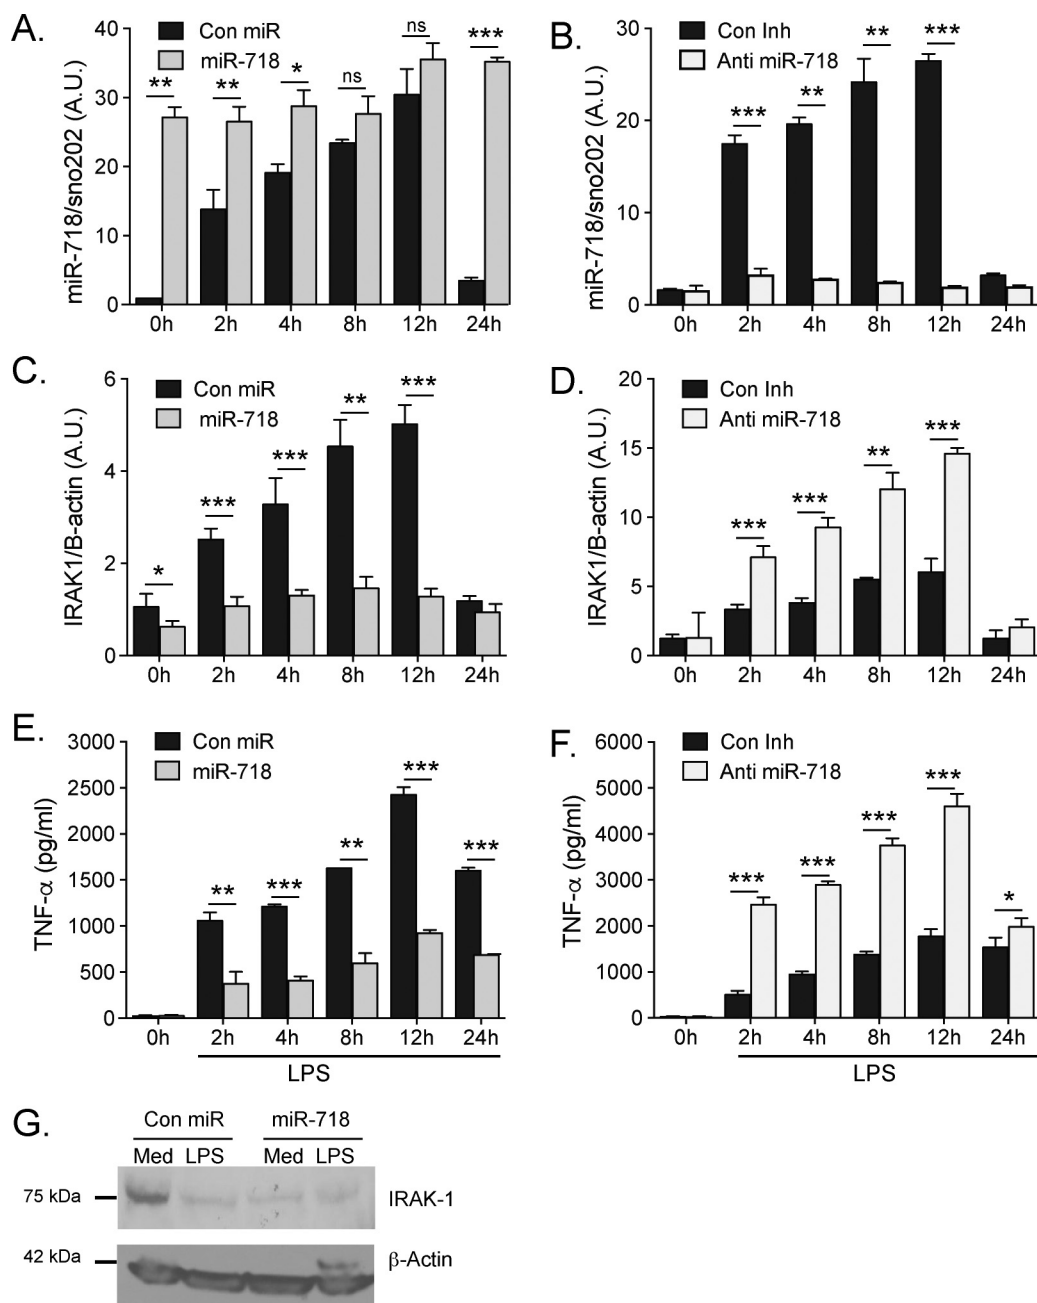 A.
Con miR
miR-718
miR-718/sno202 (A.U.)
40
30
20
10
0
** ** * ns ns ***
0h 2h 4h 8h 12h 24h
B.
Con Inh
Anti miR-718
miR-718/sno202 (A.U.)
30
20
10
0
*** ** ** ***
0h 2h 4h 8h 12h 24h
C.
Con miR
miR-718
IRAK1/B-actin (A.U.)
6
4
2
0
* *** *** ** ***
0h 2h 4h 8h 12h 24h
D.
Con Inh
Anti miR-718
IRAK1/B-actin (A.U.)
20
15
10
5
0
*** *** ** ***
0h 2h 4h 8h 12h 24h
E.
Con miR
miR-718
TNF-α (pg/ml)
3000
2500
2000
1500
1000
500
0
** *** ** *** ***
0h 2h 4h 8h 12h 24h
LPS
F.
Con Inh
Anti miR-718
TNF-α (pg/ml)
6000
5000
4000
3000
2000
1000
0
*** *** *** *** *
0h 2h 4h 8h 12h 24h
LPS
G.
Con miR miR-718
Med LPS Med LPS
75 kDa IRAK-1
42 kDa β-Actin